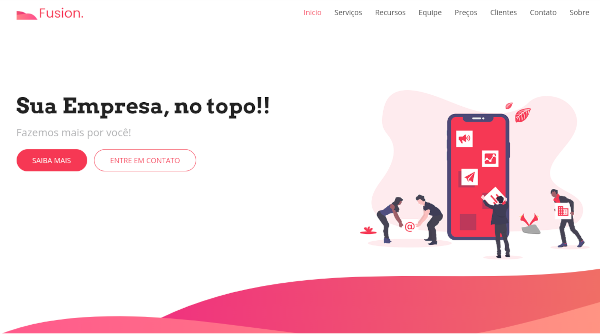 Fusion.
Início Serviços Recursos Equipe Preços Clientes Contato Sobre
Sua Empresa, no topo!!
Fazemos mais por você!
SAIBA MAIS ENTRE EM CONTATO
@